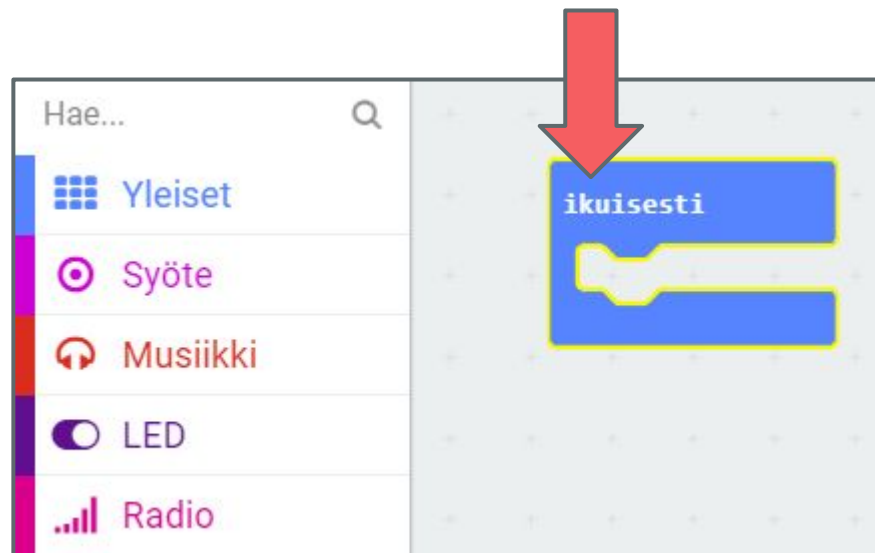 Hae...
Yleiset
Syöte
Musiikki
LED
Radio
ikuisesti